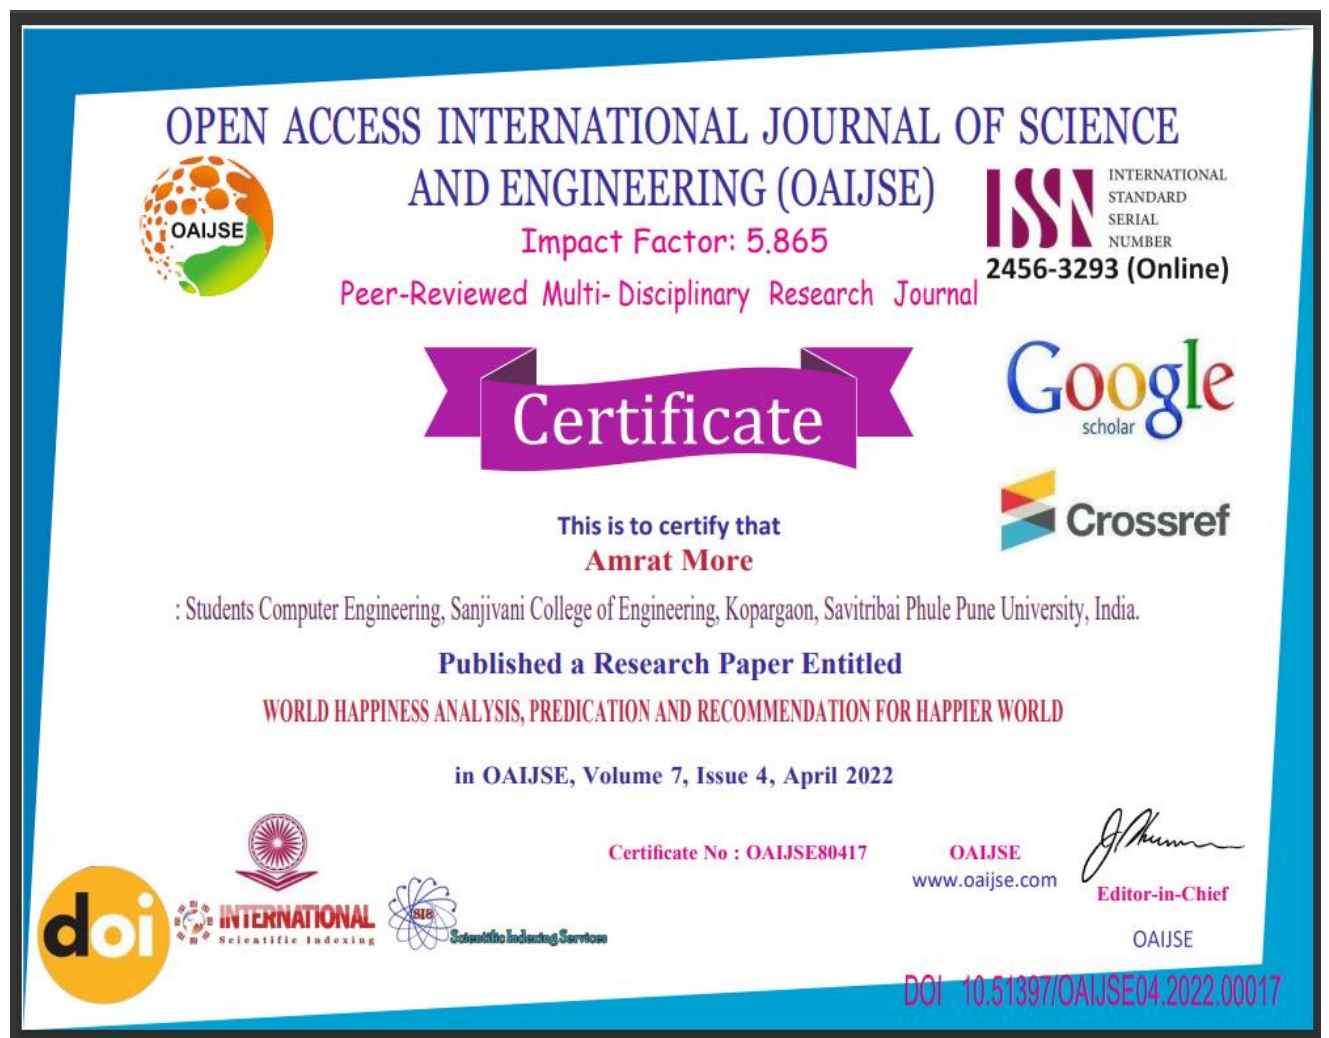 OPEN ACCESS INTERNATIONAL JOURNAL OF SCIENCE
AND ENGINEERING (OAIJSE)
OAIJSE
Impact Factor: 5.865
Peer-Reviewed Multi-Disciplinary Research Journal
ISSN
INTERNATIONAL
STANDARD
SERIAL
NUMBER
2456-3293 (Online)
Certificate
Google
scholar
Crossref
This is to certify that
Amrat More
: Students Computer Engineering, Sanjivani College of Engineering, Kopargaon, Savitribai Phule Pune University, India.
Published a Research Paper Entitled
WORLD HAPPINESS ANALYSIS, PREDICATION AND RECOMMENDATION FOR HAPPIER WORLD
in OAIJSE, Volume 7, Issue 4, April 2022
Certificate No : OAIJSE80417
OAIJSE
www.oaijse.com
Editor-in-Chief
OAIJSE
doi
INTERNATIONAL
Scientific Indexing
SIS
Scientific Indexing Services
DOI 10.51397/OAIJSE04.2022.00017